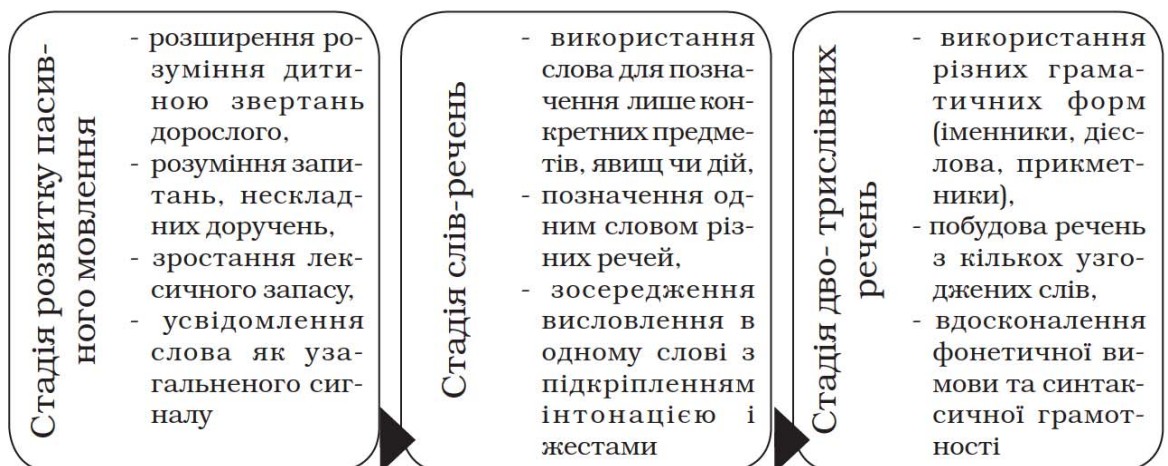 Стадія розвитку пасив-
ного мовлення
- розширення ро-
зуміння дити-
ною звертань
дорослого,
- розуміння запи-
тань, несклад-
них доручень,
- зростання лек-
сичного запасу,
- усвідомлення
слова як уза-
гальненого сиг-
налу
Стадія слів-речень
- використання
слова для позна-
чення лише кон-
кретних предме-
тів, явищ чи дій,
- позначення од-
ним словом різ-
них речей,
- зосередження
висловлення в
одному слові з
підкріпленням
інтонацією і
жестами
Стадія дво- трислівних
речень
- використання
різних грама-
тичних форм
(іменники, дієс-
лова, прикмет-
ники),
- побудова речень
з кількох узго-
джених слів,
- вдосконалення
фонетичної ви-
мови та синтак-
сичної грамот-
ності